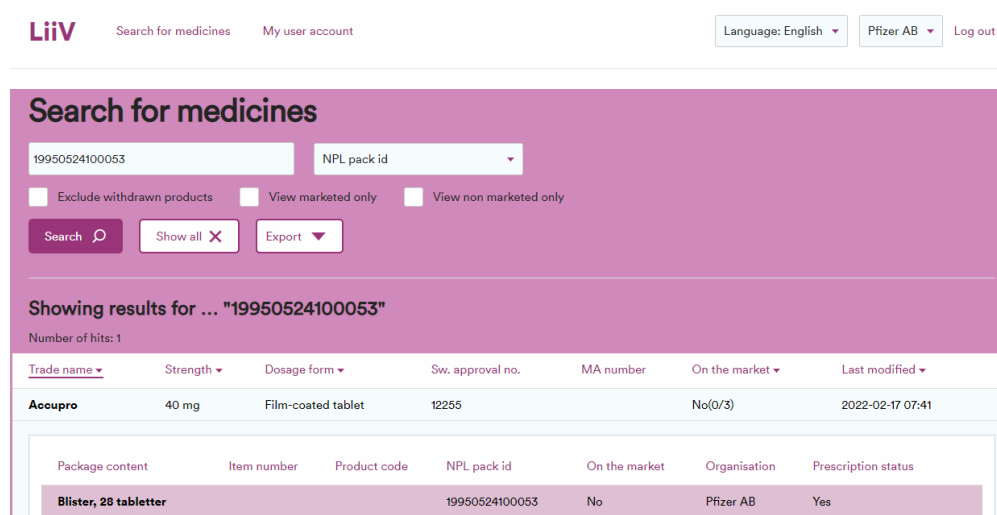 LiiV Search for medicines My user account Language: English Pfizer AB Log out
Search for medicines
19950524100053 NPL pack id
Exclude withdrawn products View marketed only View non marketed only
Search Show all Export
Showing results for ... "19950524100053"
Number of hits: 1
Trade name Strength Dosage form Sw. approval no. MA number On the market Last modified
Accupro 40 mg Film-coated tablet 12255 No(0/3) 2022-02-17 07:41
Package content Item number Product code NPL pack id On the market Organisation Prescription status
Blister, 28 tabletter 19950524100053 No Pfizer AB Yes